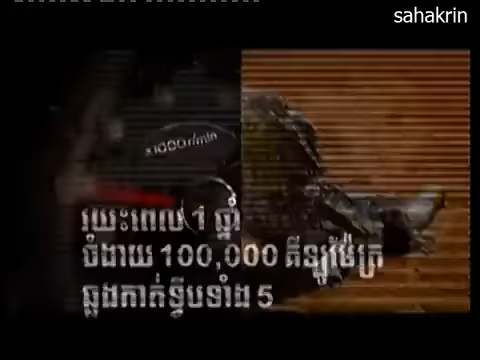 sahakrin
x1000 r/min
រយះពេល 1 ឆ្នាំ
ចំងាយ 100,000 គីឡូម៉ែត្រ
ឆ្លងកាត់ទ្វីបទាំង 5